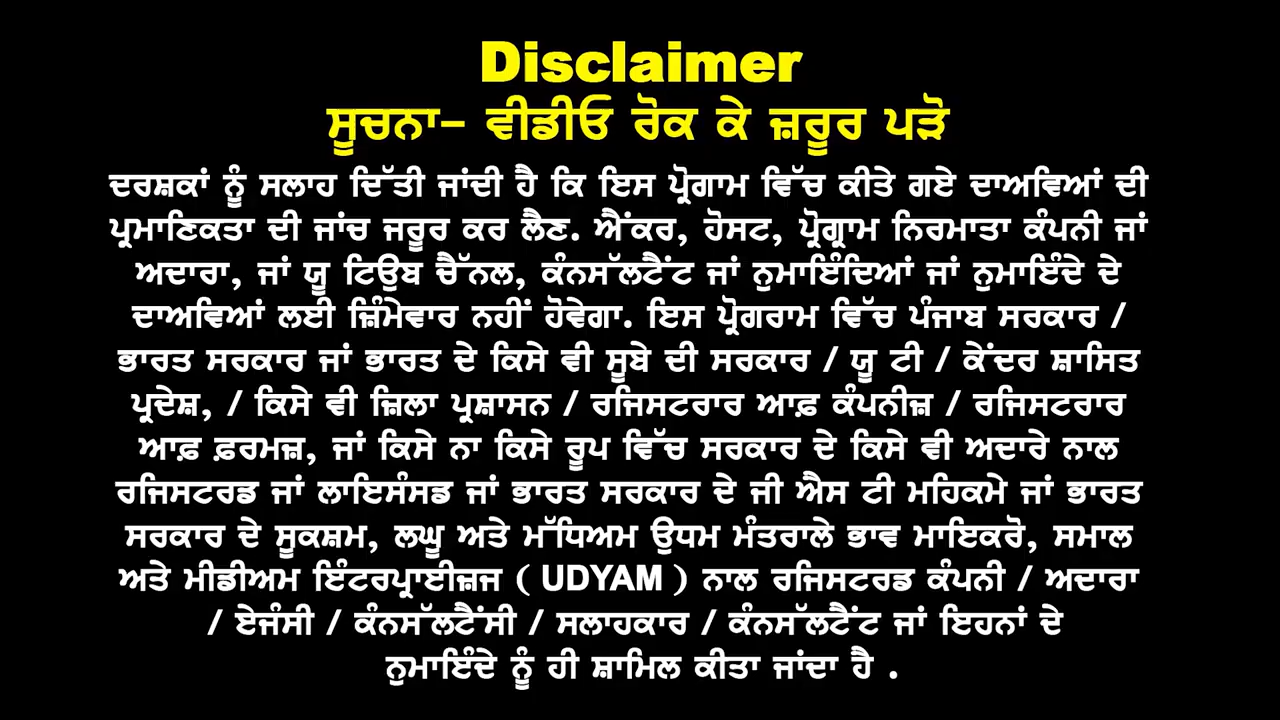 Disclaimer
ਸੂਚਨਾ- ਵੀਡੀਓ ਰੋਕ ਕੇ ਜ਼ਰੂਰ ਪੜੋ
ਦਰਸ਼ਕਾਂ ਨੂੰ ਸਲਾਹ ਦਿੱਤੀ ਜਾਂਦੀ ਹੈ ਕਿ ਇਸ ਪ੍ਰੋਗਾਮ ਵਿੱਚ ਕੀਤੇ ਗਏ ਦਾਅਵਿਆਂ ਦੀ
ਪ੍ਰਮਾਣਿਕਤਾ ਦੀ ਜਾਂਚ ਜਰੂਰ ਕਰ ਲੈਣ. ਐਂਕਰ, ਹੋਸਟ, ਪ੍ਰੋਗ੍ਰਾਮ ਨਿਰਮਾਤਾ ਕੰਪਨੀ ਜਾਂ
ਅਦਾਰਾ, ਜਾਂ ਯੂ ਟਿਊਬ ਚੈੱਨਲ, ਕੰਨਸੱਲਟੈਂਟ ਜਾਂ ਨੁਮਾਇੰਦਿਆਂ ਜਾਂ ਨੁਮਾਇੰਦੇ ਦੇ
ਦਾਅਵਿਆਂ ਲਈ ਜ਼ਿੰਮੇਵਾਰ ਨਹੀਂ ਹੋਵੇਗਾ. ਇਸ ਪ੍ਰੋਗਰਾਮ ਵਿੱਚ ਪੰਜਾਬ ਸਰਕਾਰ /
ਭਾਰਤ ਸਰਕਾਰ ਜਾਂ ਭਾਰਤ ਦੇ ਕਿਸੇ ਵੀ ਸੂਬੇ ਦੀ ਸਰਕਾਰ / ਯੂ ਟੀ / ਕੇਂਦਰ ਸ਼ਾਸਿਤ
ਪ੍ਰਦੇਸ਼, / ਕਿਸੇ ਵੀ ਜ਼ਿਲਾ ਪ੍ਰਸ਼ਾਸਨ / ਰਜਿਸਟਰਾਰ ਆਫ਼ ਕੰਪਨੀਜ਼ / ਰਜਿਸਟਰਾਰ
ਆਫ਼ ਫ਼ਰਮਜ਼, ਜਾਂ ਕਿਸੇ ਨਾ ਕਿਸੇ ਰੂਪ ਵਿੱਚ ਸਰਕਾਰ ਦੇ ਕਿਸੇ ਵੀ ਅਦਾਰੇ ਨਾਲ
ਰਜਿਸਟਰਡ ਜਾਂ ਲਾਇਸੰਸਡ ਜਾਂ ਭਾਰਤ ਸਰਕਾਰ ਦੇ ਜੀ ਐਸ ਟੀ ਮਹਿਕਮੇ ਜਾਂ ਭਾਰਤ
ਸਰਕਾਰ ਦੇ ਸੂਕਸ਼ਮ, ਲਘੂ ਅਤੇ ਮੱਧਿਅਮ ਉਧਮ ਮੰਤਰਾਲੇ ਭਾਵ ਮਾਇਕਰੋ, ਸਮਾਲ
ਅਤੇ ਮੀਡੀਅਮ ਇੰਟਰਪ੍ਰਾਈਜ਼ਜ ( UDYAM ) ਨਾਲ ਰਜਿਸਟਰਡ ਕੰਪਨੀ / ਅਦਾਰਾ
/ ਏਜੰਸੀ / ਕੰਨਸੱਲਟੈਂਸੀ / ਸਲਾਹਕਾਰ / ਕੰਨਸੱਲਟੈਂਟ ਜਾਂ ਇਹਨਾਂ ਦੇ
ਨੁਮਾਇੰਦੇ ਨੂੰ ਹੀ ਸ਼ਾਮਿਲ ਕੀਤਾ ਜਾਂਦਾ ਹੈ .